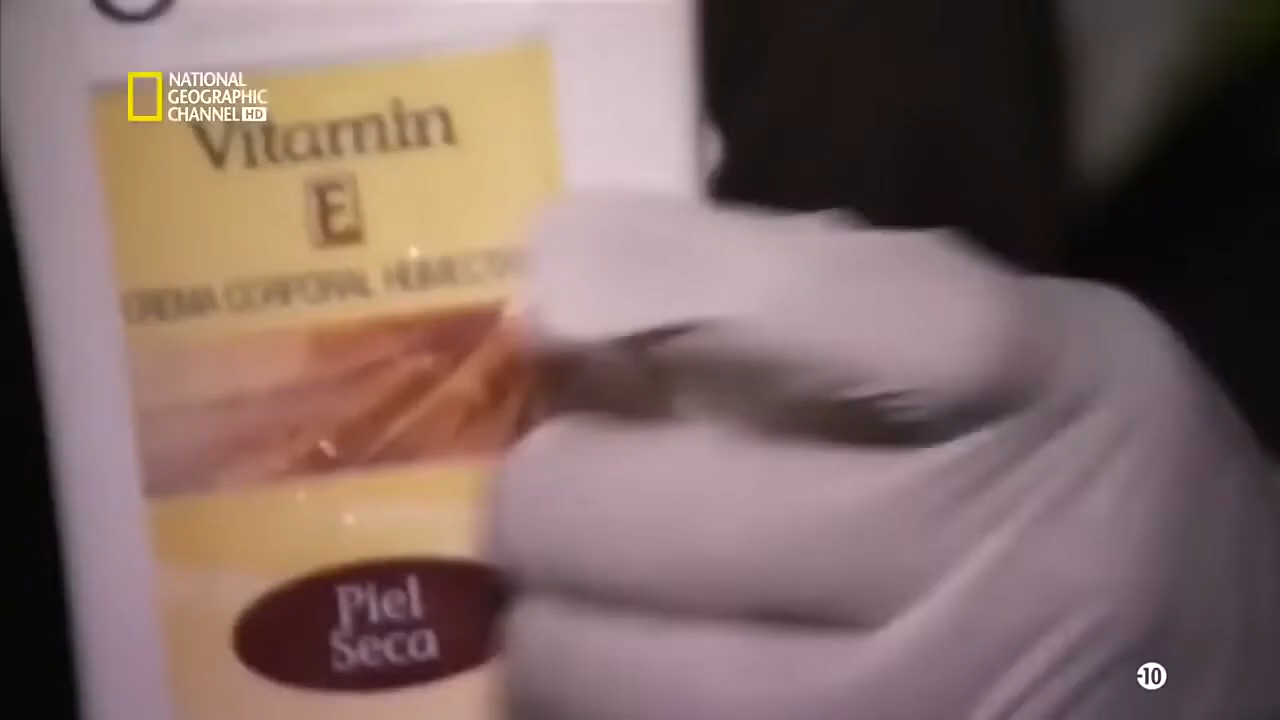 NATIONAL
GEOGRAPHIC
CHANNEL HD
Vitamin
E
CREMA CORPORAL
Piel
Seca
-10